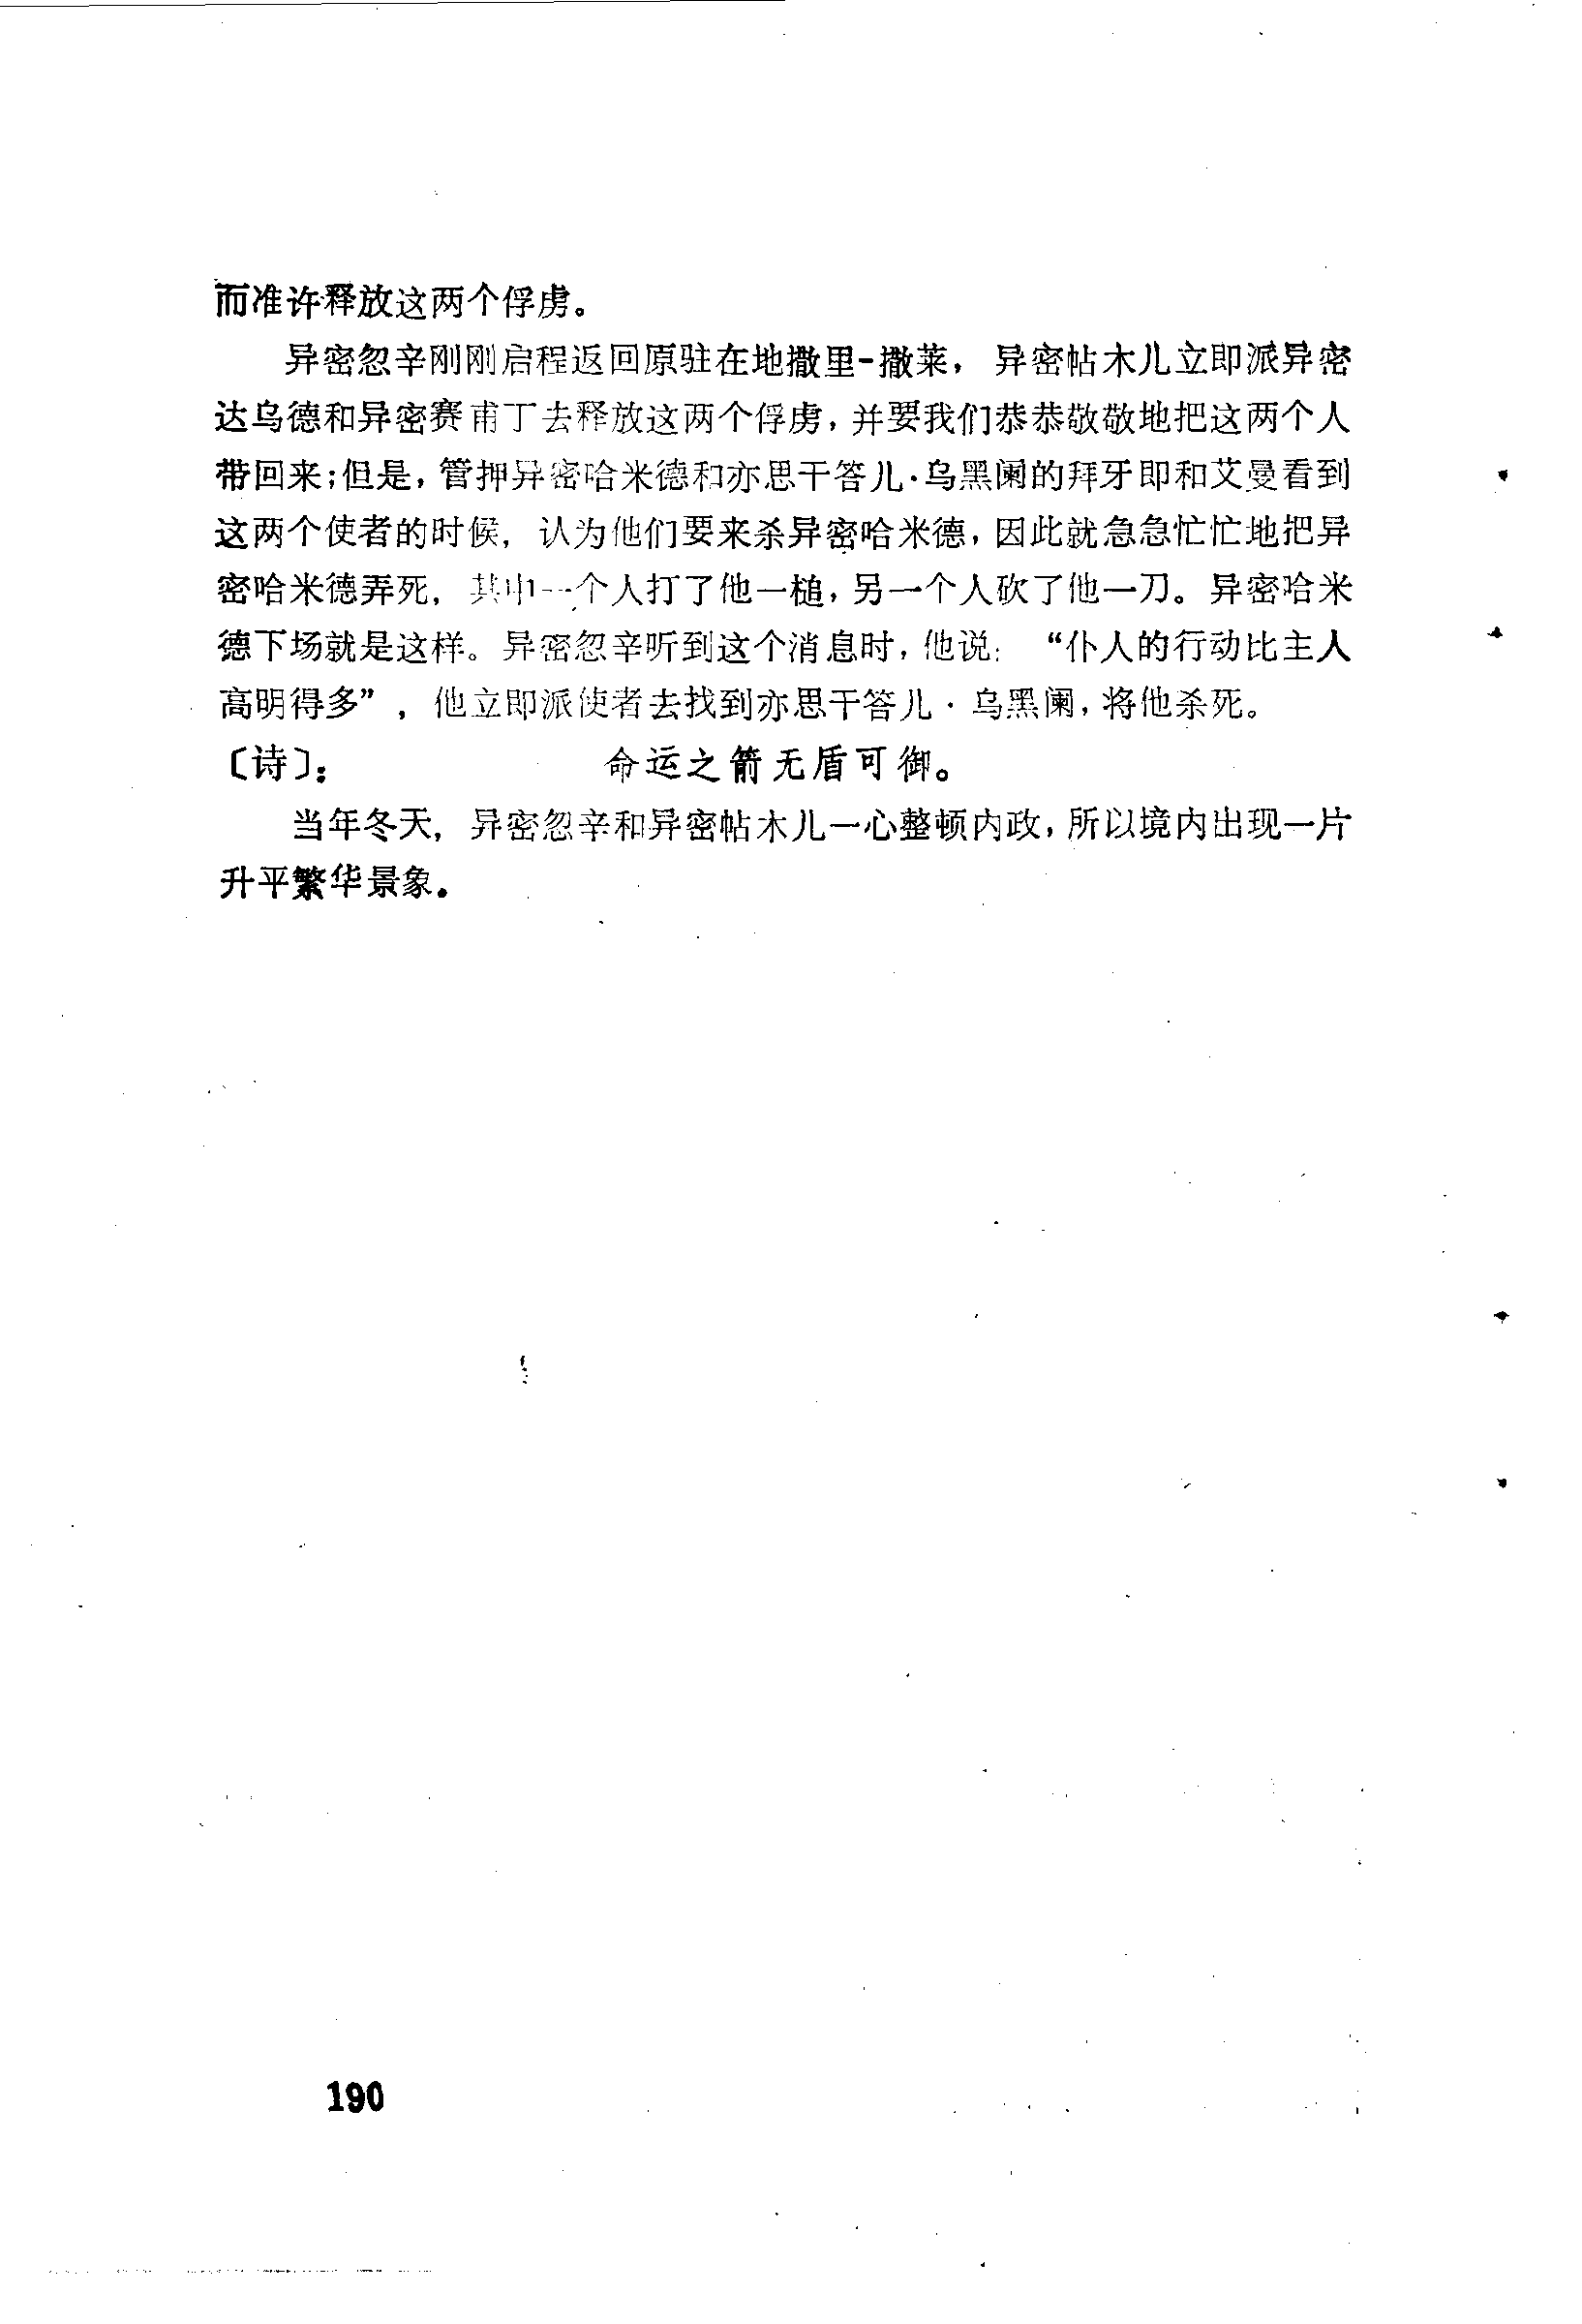 而准许释放这两个俘虏。
异密忽辛刚刚启程返回原驻在地撒里-撒莱，异密帖木儿立即派异密
达乌德和异密赛甫丁去释放这两个俘虏，并要我们恭恭敬敬地把这两个人
带回来；但是，管押异密哈米德和亦思干答儿·乌黑阑的拜牙即和艾曼看到
这两个使者的时候，认为他们要来杀异密哈米德，因此就急急忙忙地把异
密哈米德弄死，其中一个人打了他一槌，另一个人砍了他一刀。异密哈米
德下场就是这样。异密忽辛听到这个消息时，他说：“仆人的行动比主人
高明得多”，他立即派使者去找到亦思干答儿·乌黑阑，将他杀死。
〔诗〕： 命运之箭无盾可御。
当年冬天，异密忽辛和异密帖木儿一心整顿内政，所以境内出现一片
升平繁华景象。
190